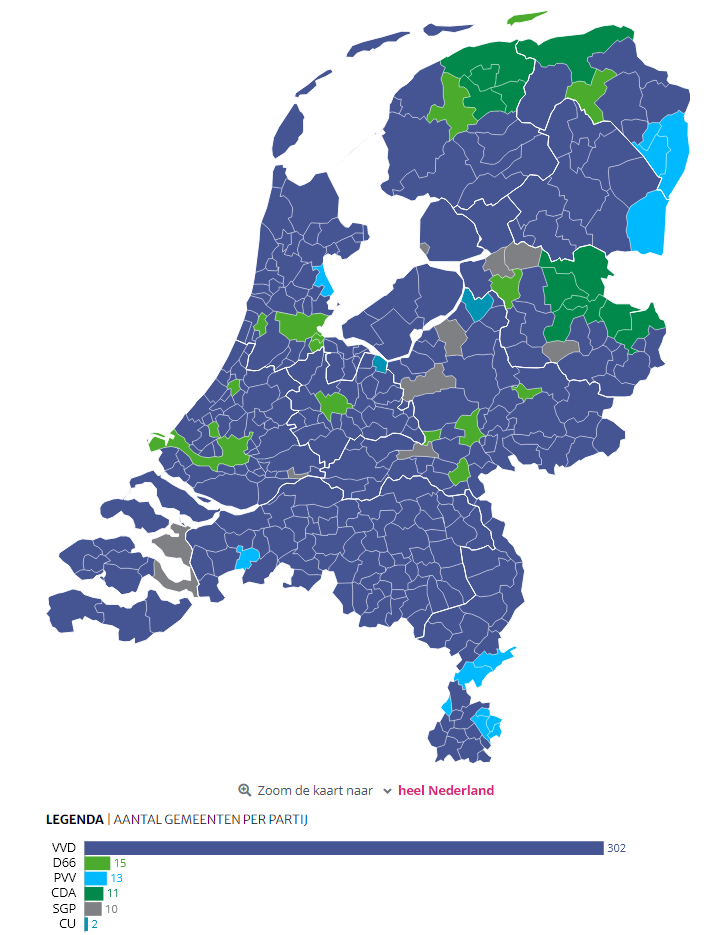 Zoom de kaart naar heel Nederland
LEGENDA | AANTAL GEMEENTEN PER PARTIJ
VVD 302
D66 15
PVV 13
CDA 11
SGP 10
CU 2